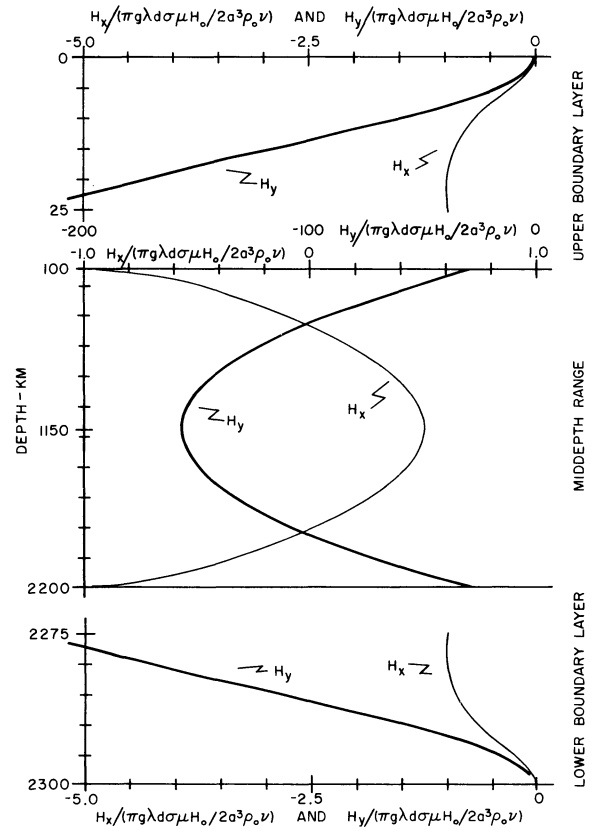 Hx/(πgλdσμH₀/2a³ρ₀ν) AND Hy/(πgλdσμH₀/2a³ρ₀ν)
-5.0 -2.5 0
0
Hx
Hy
25
UPPER BOUNDARY LAYER
-200 -100 Hy/(πgλdσμH₀/2a³ρ₀ν) 0
-1.0 Hx/(πgλdσμH₀/2a³ρ₀ν) 0 1.0
100
DEPTH-KM
1150
Hy
Hx
MIDDEPTH RANGE
2200
2275
Hy
Hx
LOWER BOUNDARY LAYER
2300
-5.0 -2.5 0
Hx/(πgλdσμH₀/2a³ρ₀ν) AND Hy/(πgλdσμH₀/2a³ρ₀ν)